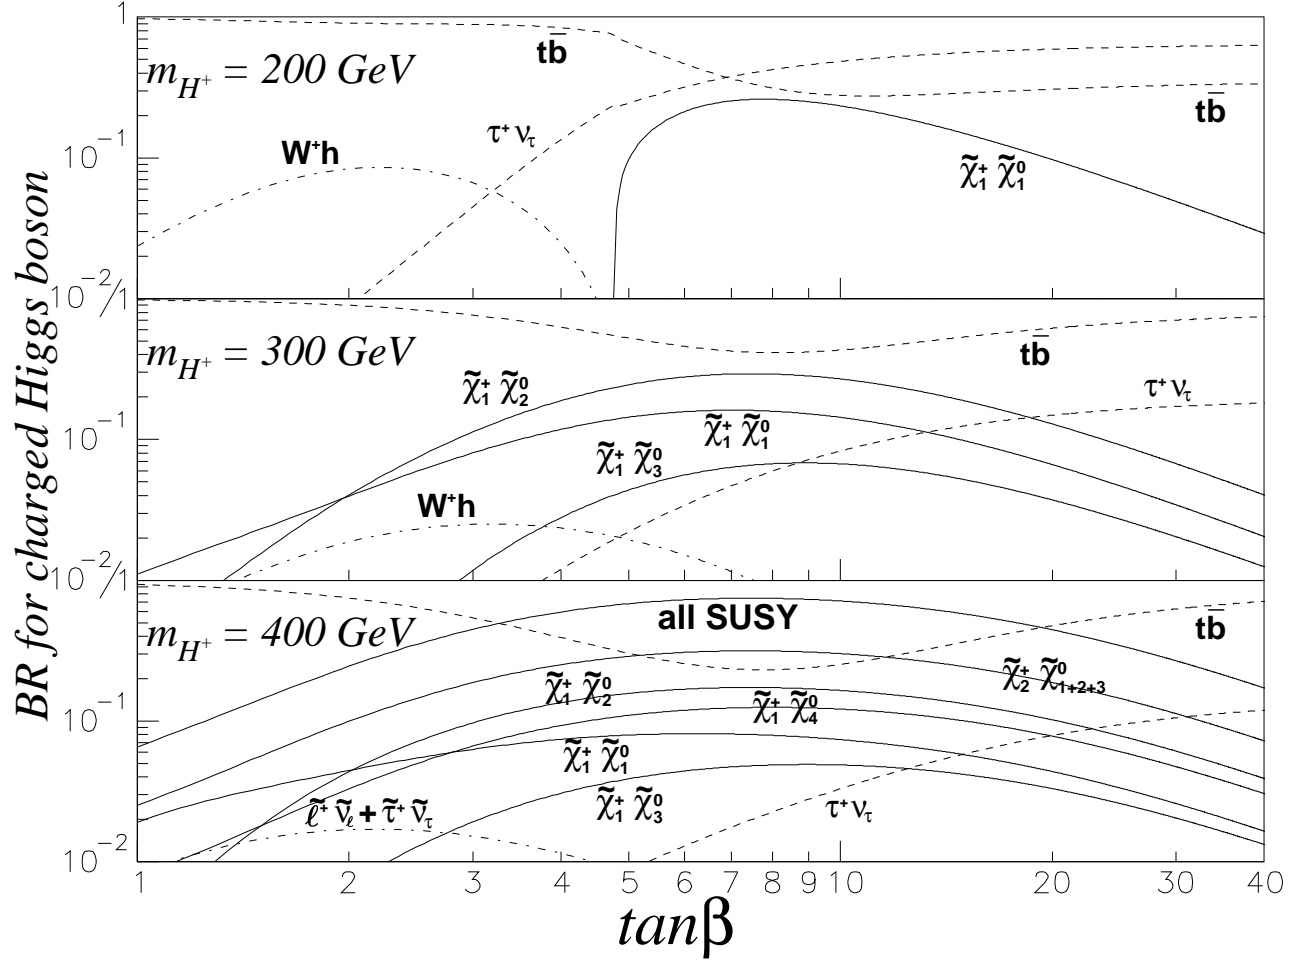 BR for charged Higgs boson
1
m_{H^+} = 200 GeV
tb̄
τ⁺ν_τ
W⁺h
10⁻¹
tb̄
χ̃₁⁺ χ̃₁⁰
10⁻²/1
m_{H^+} = 300 GeV
tb̄
χ̃₁⁺ χ̃₂⁰
τ⁺ν_τ
10⁻¹
χ̃₁⁺ χ̃₁⁰
χ̃₁⁺ χ̃₃⁰
W⁺h
10⁻²/1
m_{H^+} = 400 GeV
all SUSY
tb̄
χ̃₂⁺ χ̃⁰₁₊₂₊₃
χ̃₁⁺ χ̃₂⁰
χ̃₁⁺ χ̃₄⁰
10⁻¹
χ̃₁⁺ χ̃₁⁰
χ̃₁⁺ χ̃₃⁰
ℓ̃⁺ ν̃_ℓ + τ̃⁺ ν̃_τ
τ⁺ν_τ
10⁻²
1 2 3 4 5 6 7 8 9 10 20 30 40
tanβ